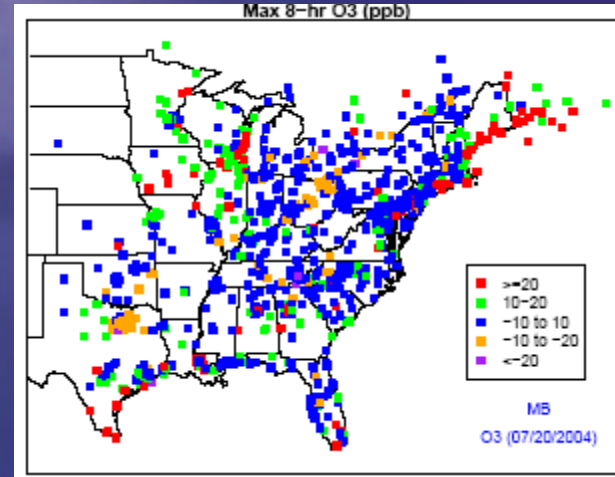 Max 8-hr O3 (ppb)
>=20
10-20
-10 to 10
-10 to -20
<-20
MB
O3 (07/20/2004)